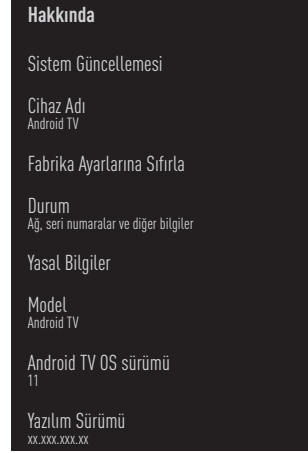 Hakkında
Sistem Güncellemesi
Cihaz Adı
Android TV
Fabrika Ayarlarına Sıfırla
Durum
Ağ, seri numaralar ve diğer bilgiler
Yasal Bilgiler
Model
Android TV
Android TV OS sürümü
11
Yazılım Sürümü
xx.xxx.xxx.xx